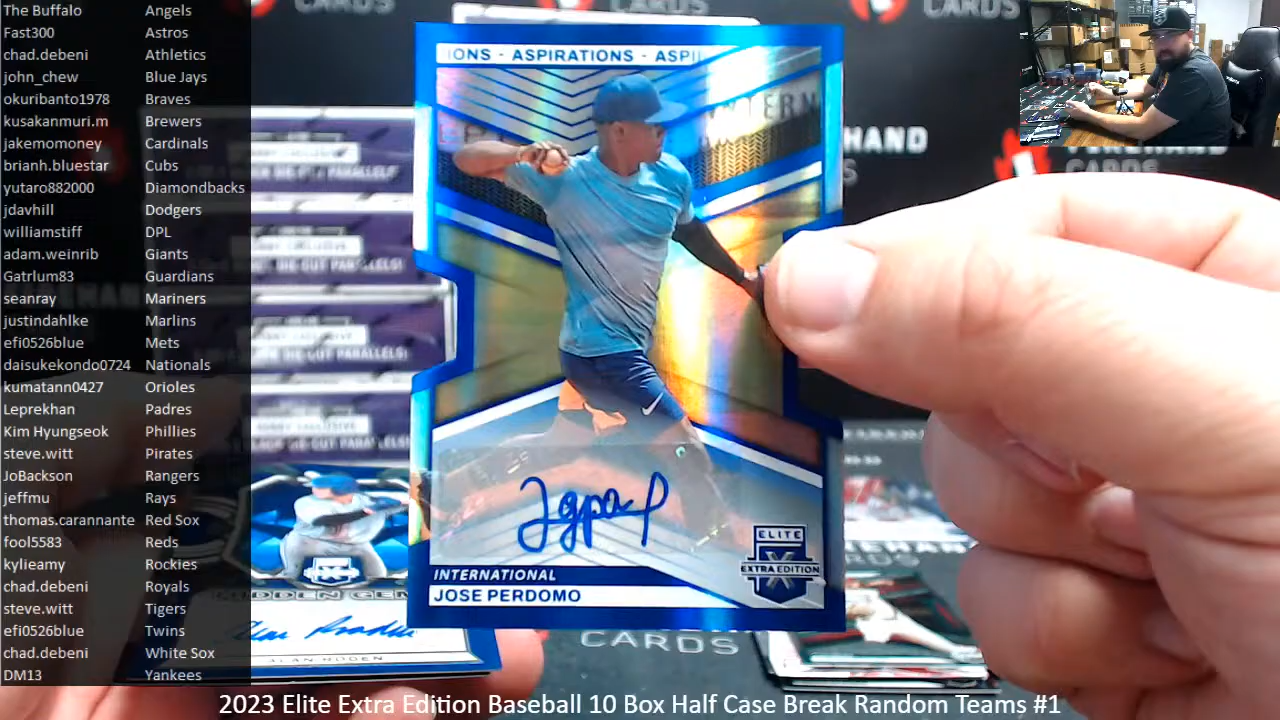 The Buffalo Angels
Fast300 Astros
chad.debeni Athletics
john_chew Blue Jays
okuribanto1978 Braves
kusakanmuri.m Brewers
jakemomoney Cardinals
brianh.bluestar Cubs
yutaro882000 Diamondbacks
jdavhill Dodgers
williamstiff DPL
adam.weinrib Giants
Gatrlum83 Guardians
seanray Mariners
justindahlke Marlins
efi0526blue Mets
daisukekondo0724 Nationals
kumatann0427 Orioles
Leprekhan Padres
Kim Hyungseok Phillies
steve.witt Pirates
JoBackson Rangers
jeffmu Rays
thomas.carannante Red Sox
fool5583 Reds
kylieamy Rockies
chad.debeni Royals
steve.witt Tigers
efi0526blue Twins
chad.debeni White Sox
DM13 Yankees
CARDS
CARDS
IONS - ASPIRATIONS - ASPI
HAND
CARDS
ELITE
X
EXTRA EDITION
INTERNATIONAL
JOSE PERDOMO
CARDS
2023 Elite Extra Edition Baseball 10 Box Half Case Break Random Teams #1